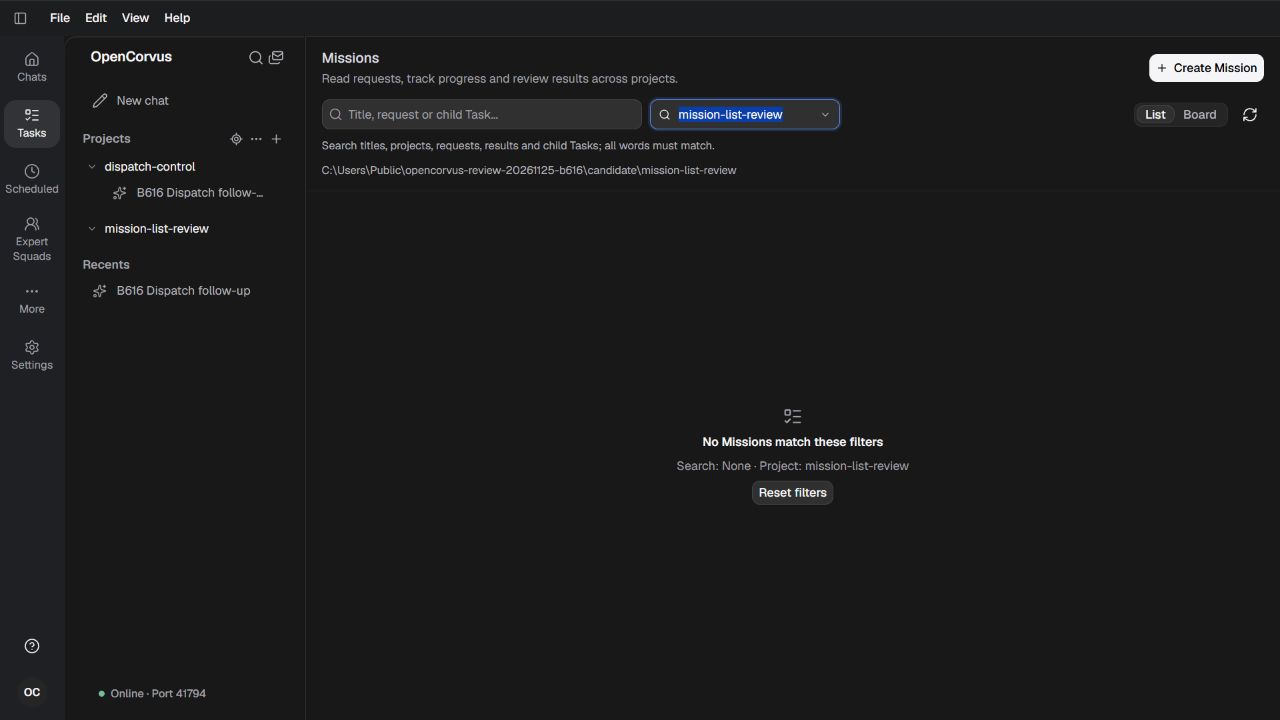 File Edit View Help
Chats
Tasks
Scheduled
Expert
Squads
More
Settings
OC
OpenCorvus
New chat
Projects
dispatch-control
B616 Dispatch follow-...
mission-list-review
Recents
B616 Dispatch follow-up
Online · Port 41794
Missions
Read requests, track progress and review results across projects.
Create Mission
Title, request or child Task...
mission-list-review
List Board
Search titles, projects, requests, results and child Tasks; all words must match.
C:\Users\Public\opencorvus-review-20261125-b616\candidate\mission-list-review
No Missions match these filters
Search: None · Project: mission-list-review
Reset filters